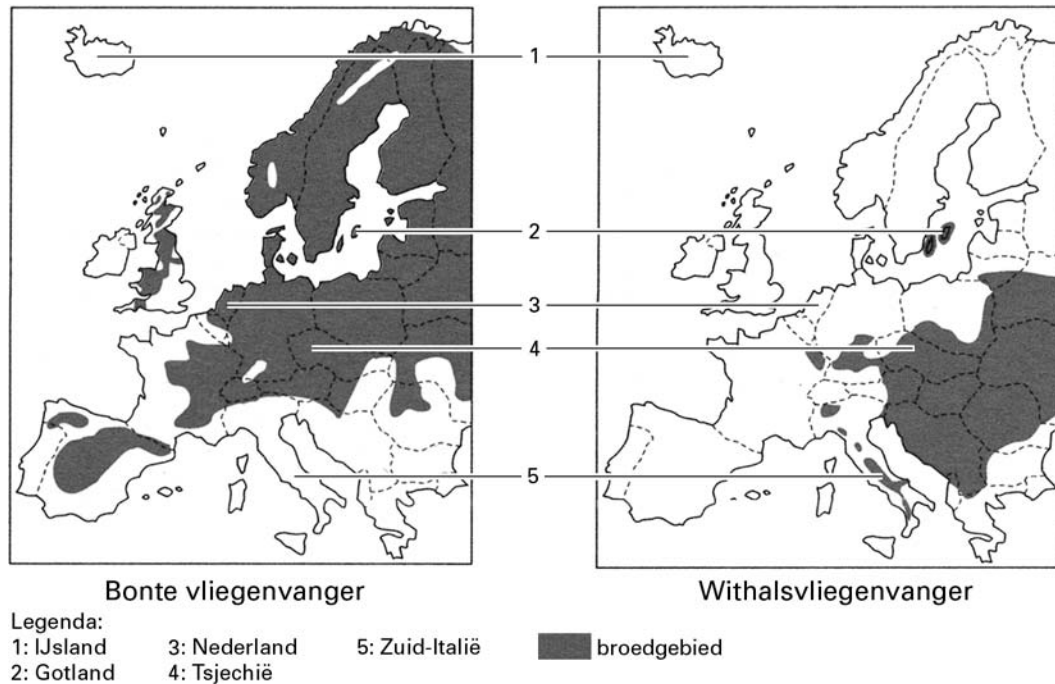 1
2
3
4
5
Bonte vliegenvanger
Withalsvliegenvanger
Legenda:
1: IJsland 3: Nederland 5: Zuid-Italië broedgebied
2: Gotland 4: Tsjechië